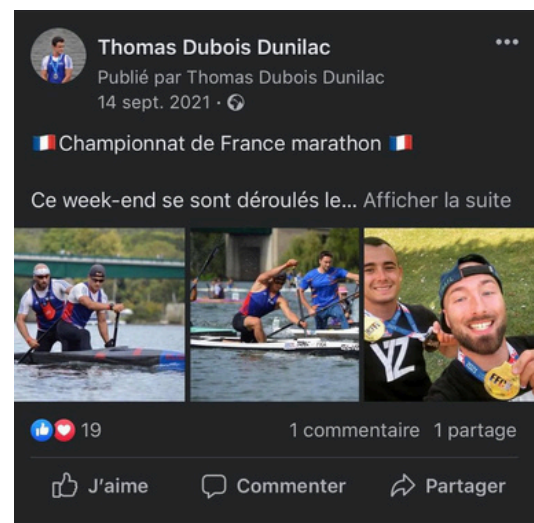 Thomas Dubois Dunilac
Publié par Thomas Dubois Dunilac
14 sept. 2021 ·
🇫🇷Championnat de France marathon 🇫🇷
Ce week-end se sont déroulés le... Afficher la suite
YZ
19
1 commentaire 1 partage
J'aime Commenter Partager